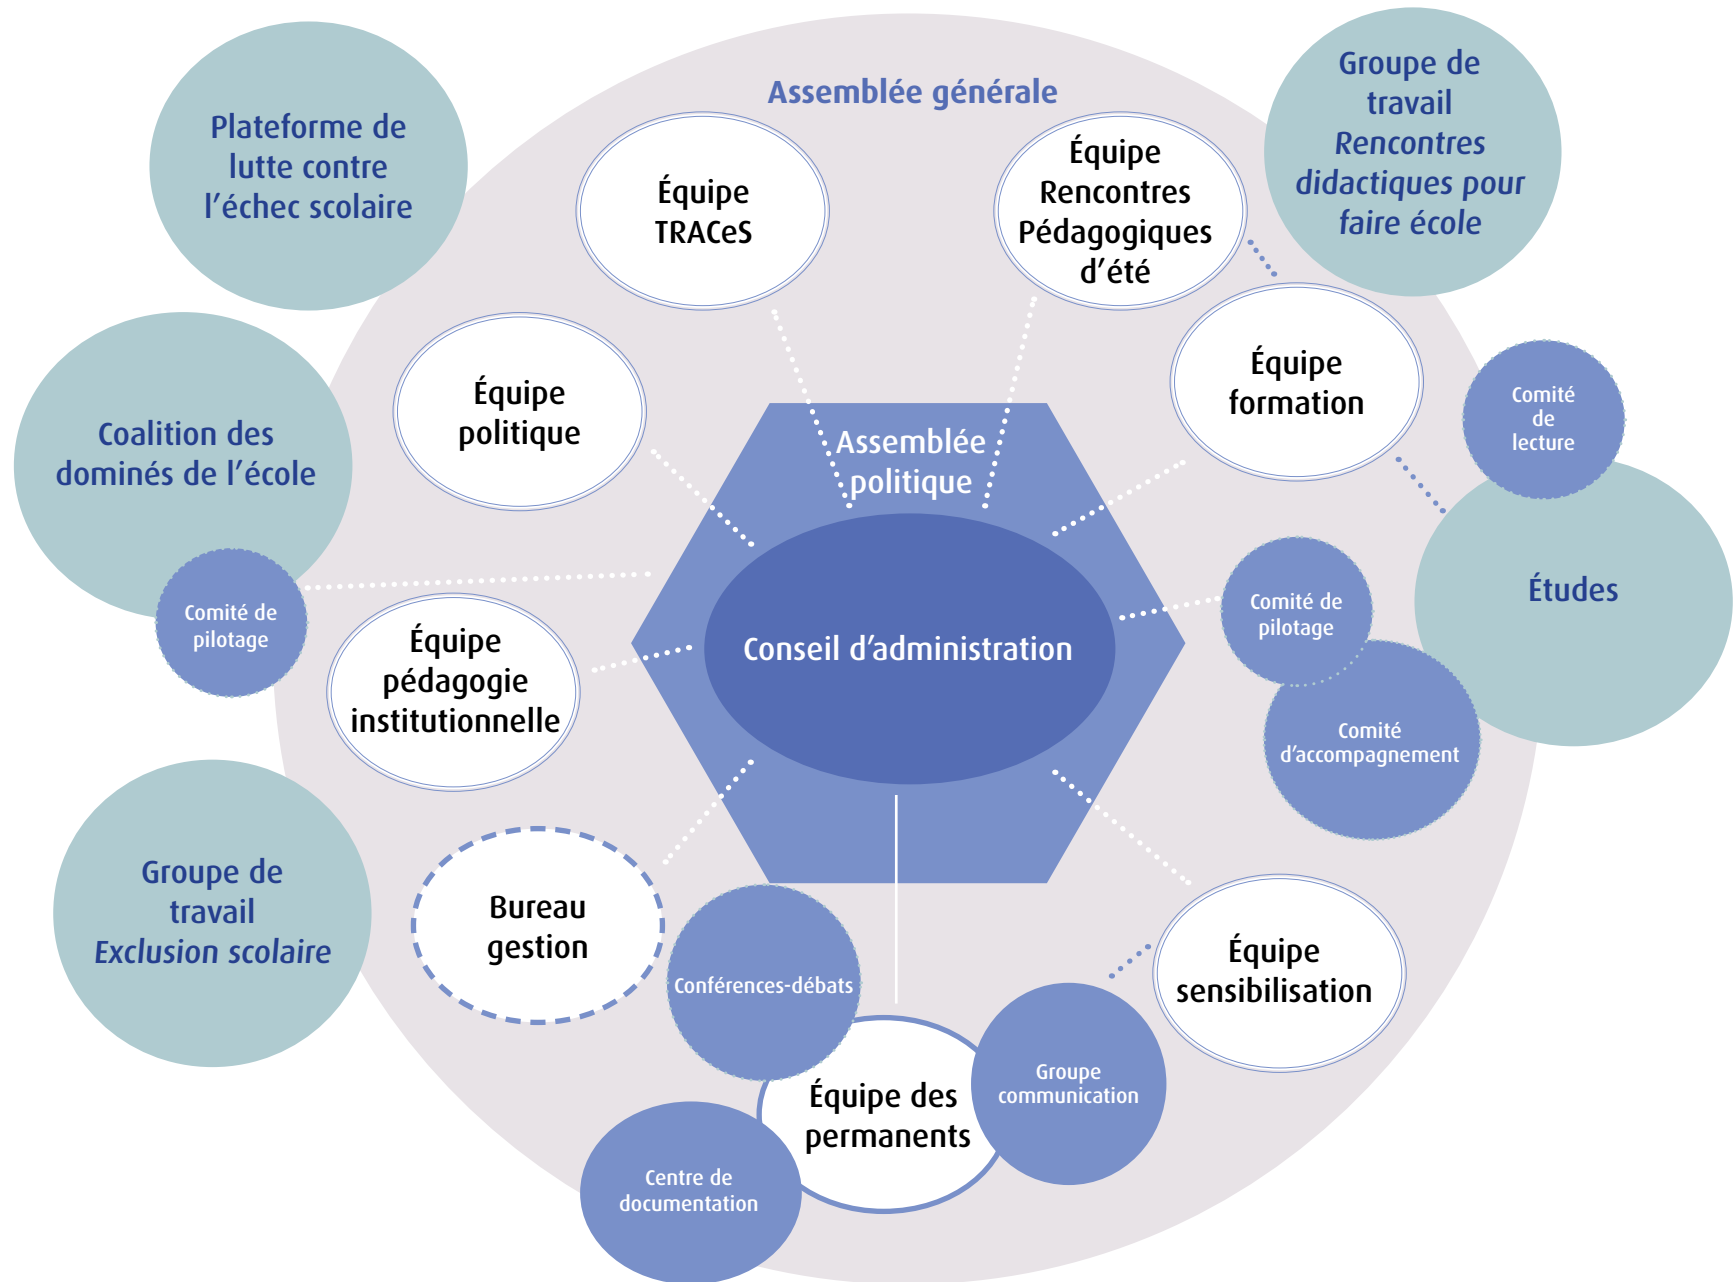 Assemblée générale
Plateforme de
lutte contre
l’échec scolaire
Équipe
TRACeS
Équipe
Rencontres
Pédagogiques
d’été
Groupe de
travail
Rencontres
didactiques pour
faire école
Équipe
politique
Équipe
formation
Comité
de
lecture
Coalition des
dominés de l’école
Assemblée
politique
Comité de
pilotage
Équipe
pédagogie
institutionnelle
Conseil d’administration
Comité de
pilotage
Études
Comité
d’accompagnement
Groupe de
travail
Exclusion scolaire
Bureau
gestion
Conférences-débats
Équipe
sensibilisation
Équipe des
permanents
Groupe
communication
Centre de
documentation